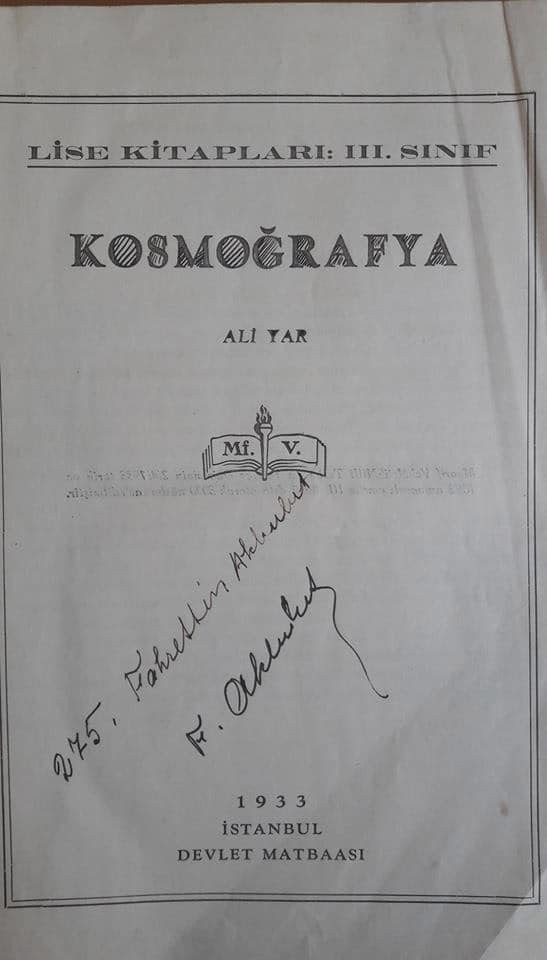 LİSE KİTAPLARI: III. SINIF
KOSMOĞRAFYA
ALİ YAR
Mf. V.
275. Fahrettin Akbulut
F. Akbulut
1933
İSTANBUL
DEVLET MATBAASI